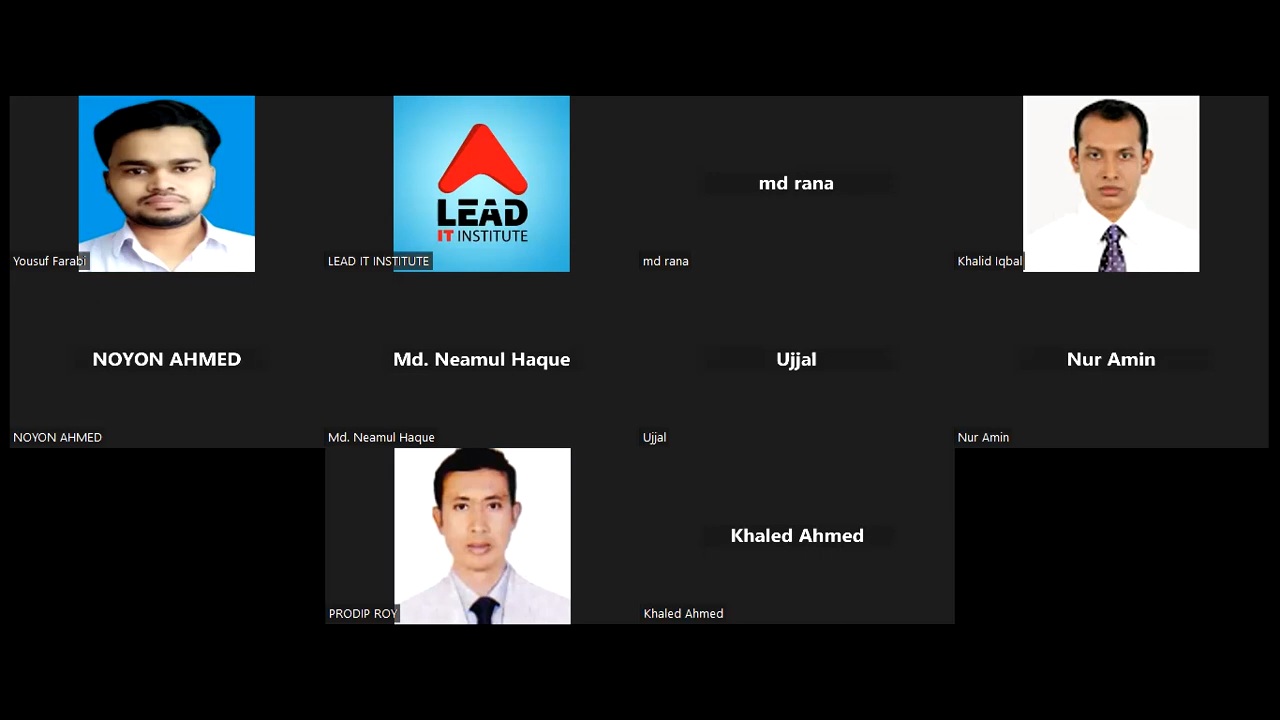 LEAD
IT INSTITUTE
md rana
Yousuf Farabi
LEAD IT INSTITUTE
md rana
Khalid Iqbal
NOYON AHMED
Md. Neamul Haque
Ujjal
Nur Amin
NOYON AHMED
Md. Neamul Haque
Ujjal
Nur Amin
Khaled Ahmed
PRODIP ROY
Khaled Ahmed